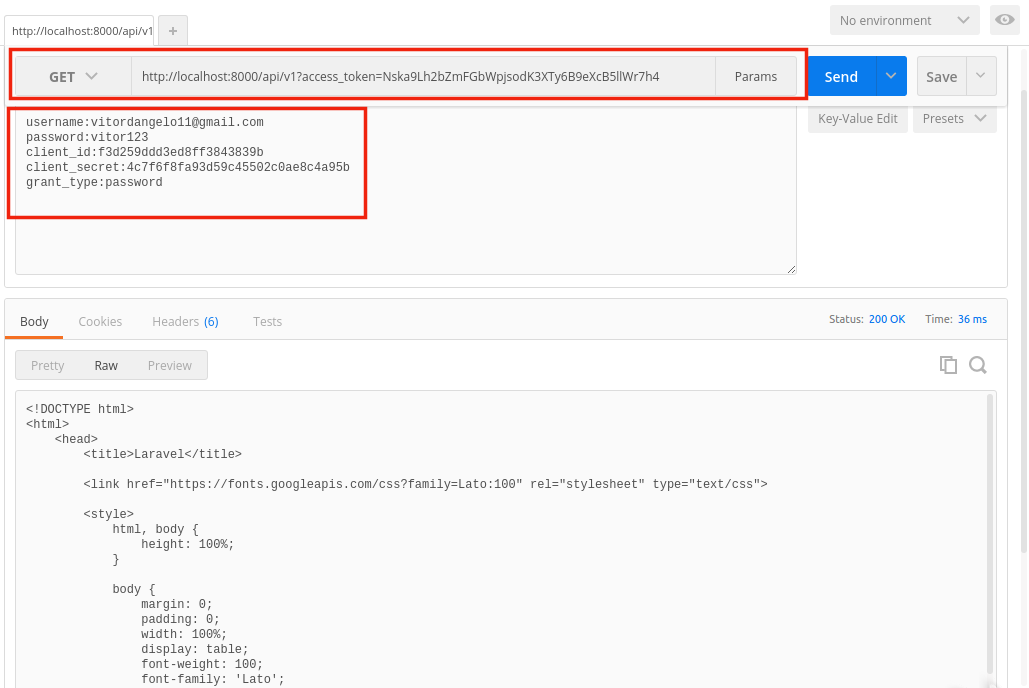 http://localhost:8000/api/v1
+
No environment
GET
http://localhost:8000/api/v1?access_token=Nska9Lh2bZmFGbWpjsodK3XTy6B9eXcB5llWr7h4
Params
Send
Save
username:vitordangelo11@gmail.com
password:vitor123
client_id:f3d259ddd3ed8ff3843839b
client_secret:4c7f6f8fa93d59c45502c0ae8c4a95b
grant_type:password
Key-Value Edit
Presets
Body
Cookies
Headers (6)
Tests
Status: 200 OK
Time: 36 ms
Pretty
Raw
Preview
<!DOCTYPE html>
<html>
    <head>
        <title>Laravel</title>
        <link href="https://fonts.googleapis.com/css?family=Lato:100" rel="stylesheet" type="text/css">
        <style>
            html, body {
                height: 100%;
            }
            body {
                margin: 0;
                padding: 0;
                width: 100%;
                display: table;
                font-weight: 100;
                font-family: 'Lato';